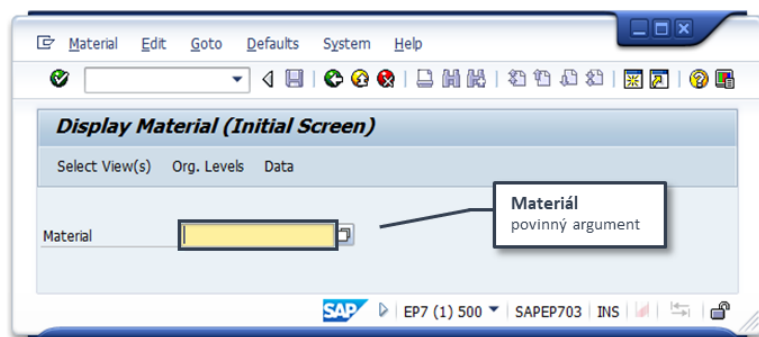 Material Edit Goto Defaults System Help
Display Material (Initial Screen)
Select View(s) Org. Levels Data
Materiál
povinný argument
Material
SAP EP7 (1) 500 SAPEP703 INS